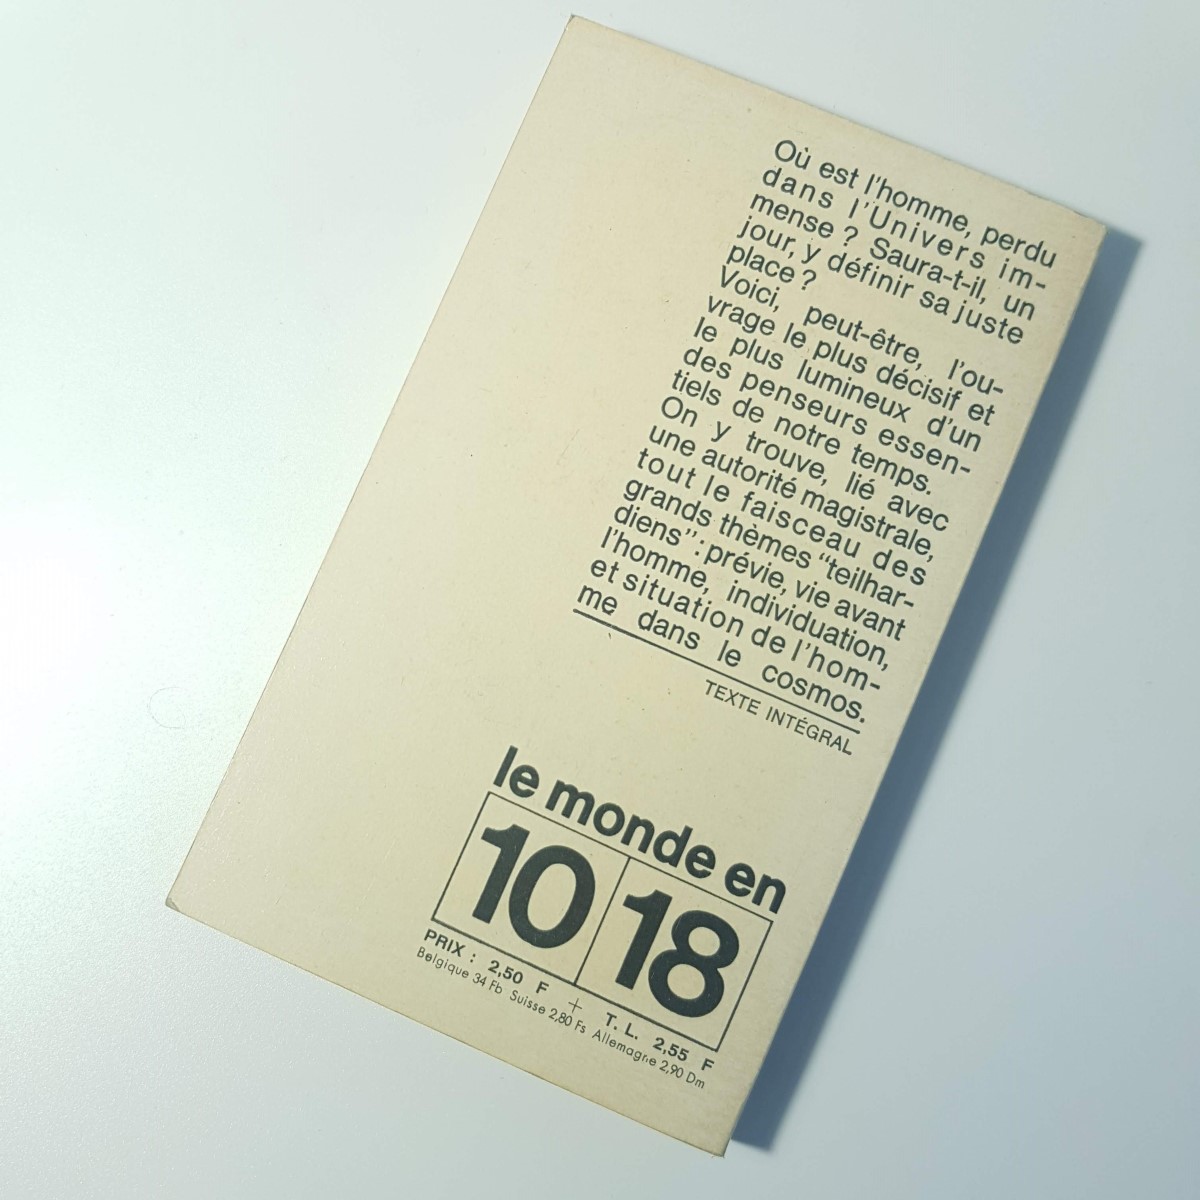 Où est l'homme, perdu
dans l'Univers im-
mense ? Saura-t-il, un
jour, y définir sa juste
place ?
Voici, peut-être, l'ou-
vrage le plus décisif et
le plus lumineux d'un
des penseurs essen-
tiels de notre temps.
On y trouve, lié avec
une autorité magistrale,
tout le faisceau des
grands thèmes "teilhar-
diens": prévie, vie avant
l'homme, individuation,
et situation de l'hom-
me dans le cosmos.
TEXTE INTÉGRAL
le monde en
10 18
PRIX : 2,50 F + T. L. 2,55 F
Belgique 34 Fb Suisse 2,80 Fs Allemagne 2,90 Dm